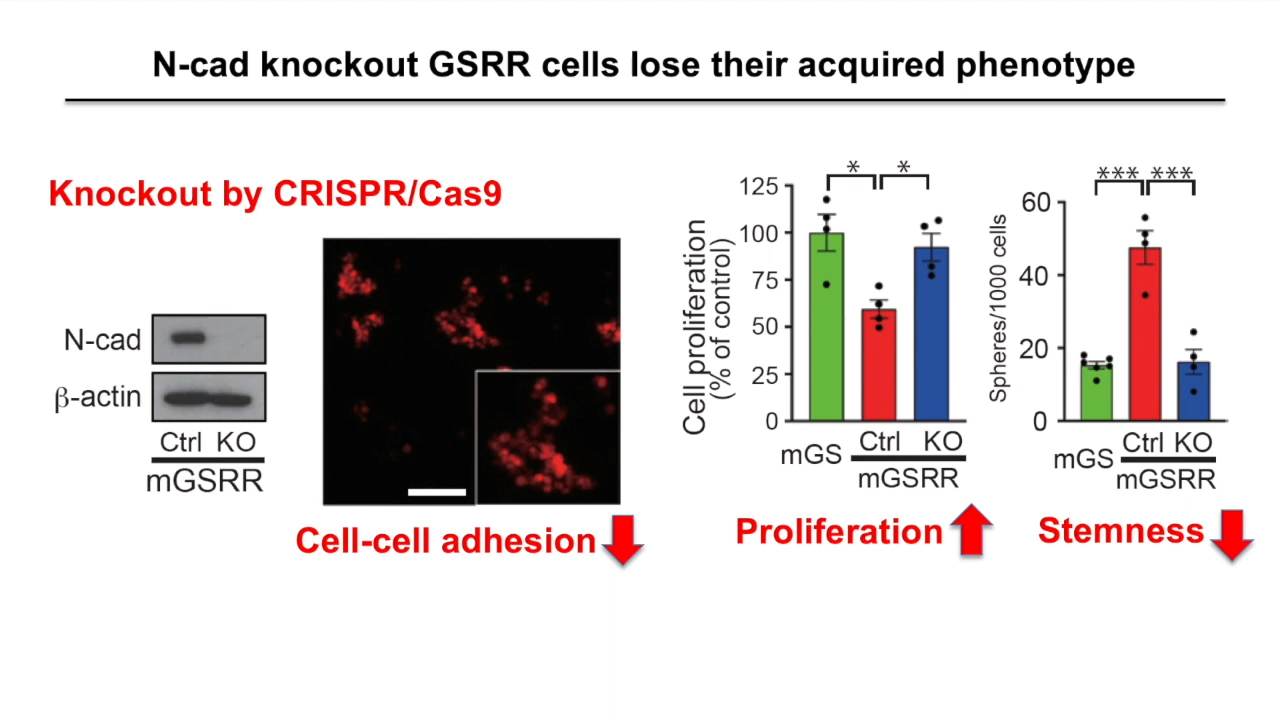 N-cad knockout GSRR cells lose their acquired phenotype
Knockout by CRISPR/Cas9
N-cad
β-actin
Ctrl KO
mGSRR
Cell-cell adhesion
Cell proliferation
(% of control)
125
100
75
50
25
0
* *
mGS
Ctrl KO
mGSRR
Proliferation
Spheres/1000 cells
60
40
20
0
*** ***
mGS
Ctrl KO
mGSRR
Stemness